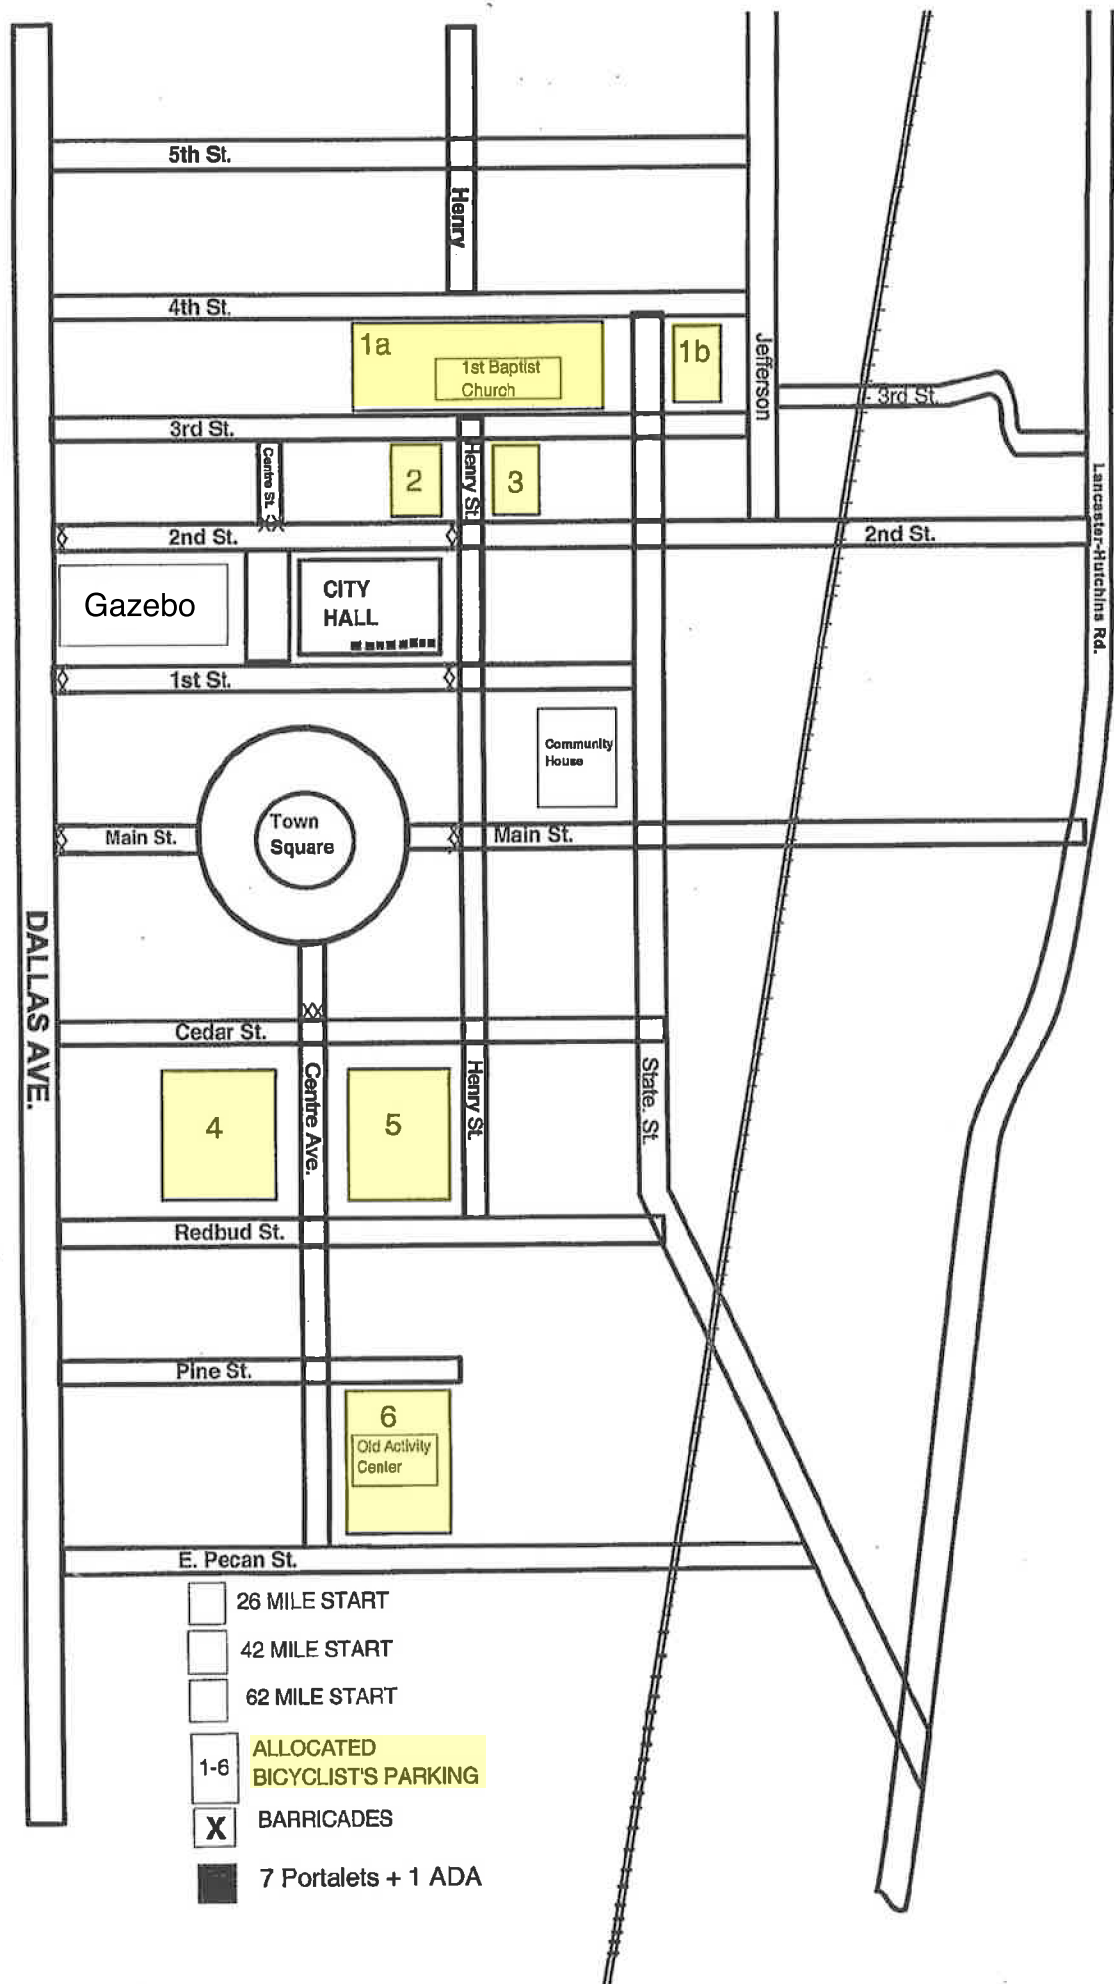 5th St.
Henry
4th St.
1a
1st Baptist
Church
1b
Jefferson
3rd St.
3rd St.
Centre St.
2
Henry St.
3
2nd St.
2nd St.
Lancaster-Hutchins Rd.
Gazebo
CITY
HALL
1st St.
Community
House
Town
Square
Main St.
Main St.
DALLAS AVE.
Cedar St.
4
Centre Ave.
5
Henry St.
State. St.
Redbud St.
Pine St.
6
Old Activity
Center
E. Pecan St.
26 MILE START
42 MILE START
62 MILE START
1-6
ALLOCATED
BICYCLIST'S PARKING
X
BARRICADES
7 Portalets + 1 ADA